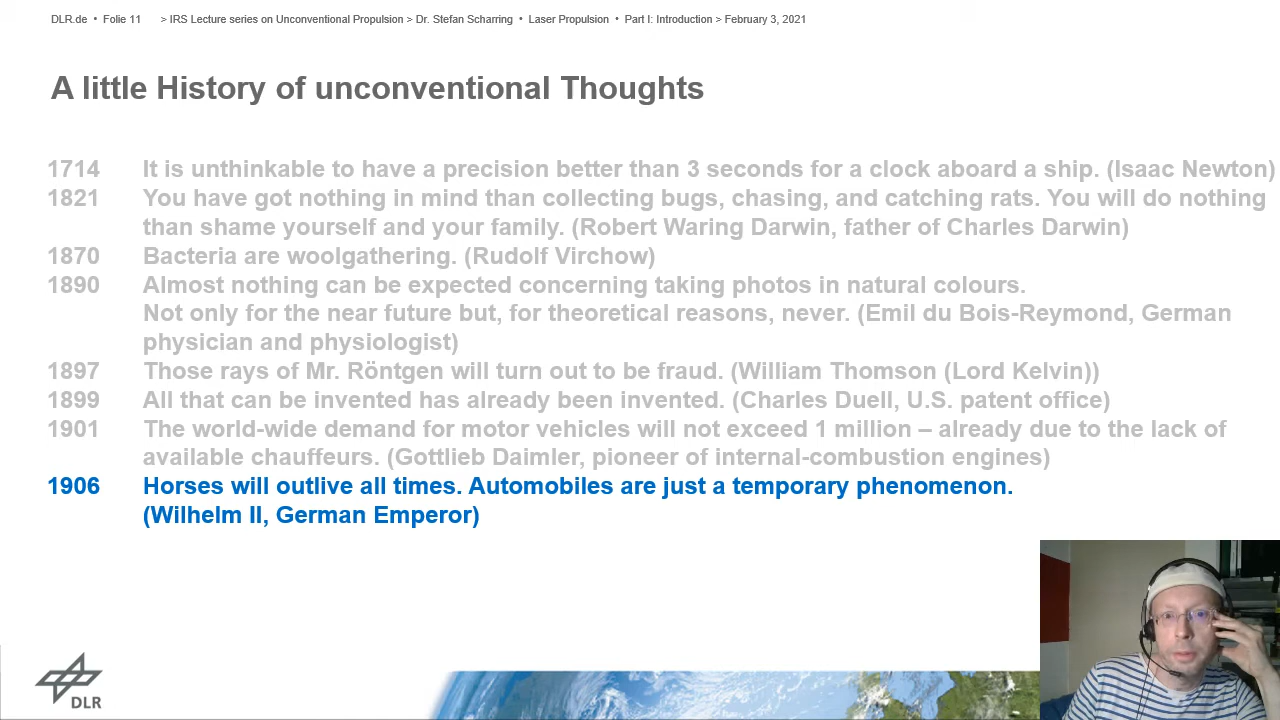 DLR.de • Folie 11 > IRS Lecture series on Unconventional Propulsion > Dr. Stefan Scharring • Laser Propulsion • Part I: Introduction > February 3, 2021
A little History of unconventional Thoughts
1714 It is unthinkable to have a precision better than 3 seconds for a clock aboard a ship. (Isaac Newton)
1821 You have got nothing in mind than collecting bugs, chasing, and catching rats. You will do nothing
than shame yourself and your family. (Robert Waring Darwin, father of Charles Darwin)
1870 Bacteria are woolgathering. (Rudolf Virchow)
1890 Almost nothing can be expected concerning taking photos in natural colours.
Not only for the near future but, for theoretical reasons, never. (Emil du Bois-Reymond, German
physician and physiologist)
1897 Those rays of Mr. Röntgen will turn out to be fraud. (William Thomson (Lord Kelvin))
1899 All that can be invented has already been invented. (Charles Duell, U.S. patent office)
1901 The world-wide demand for motor vehicles will not exceed 1 million – already due to the lack of
available chauffeurs. (Gottlieb Daimler, pioneer of internal-combustion engines)
1906 Horses will outlive all times. Automobiles are just a temporary phenomenon.
(Wilhelm II, German Emperor)
DLR